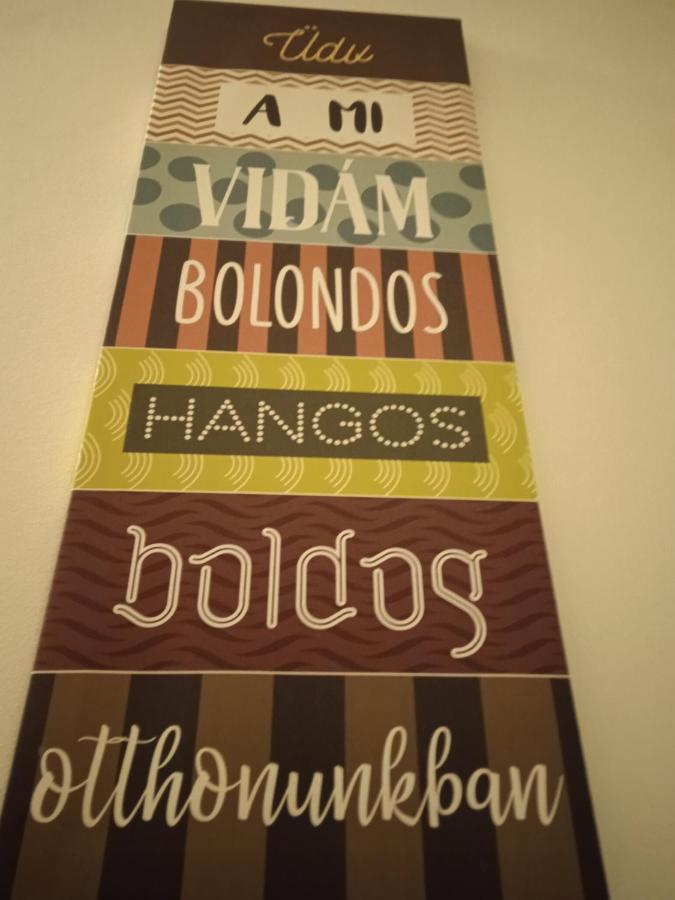 Üdv
A MI
VIDÁM
BOLONDOS
HANGOS
boldog
otthonunkban